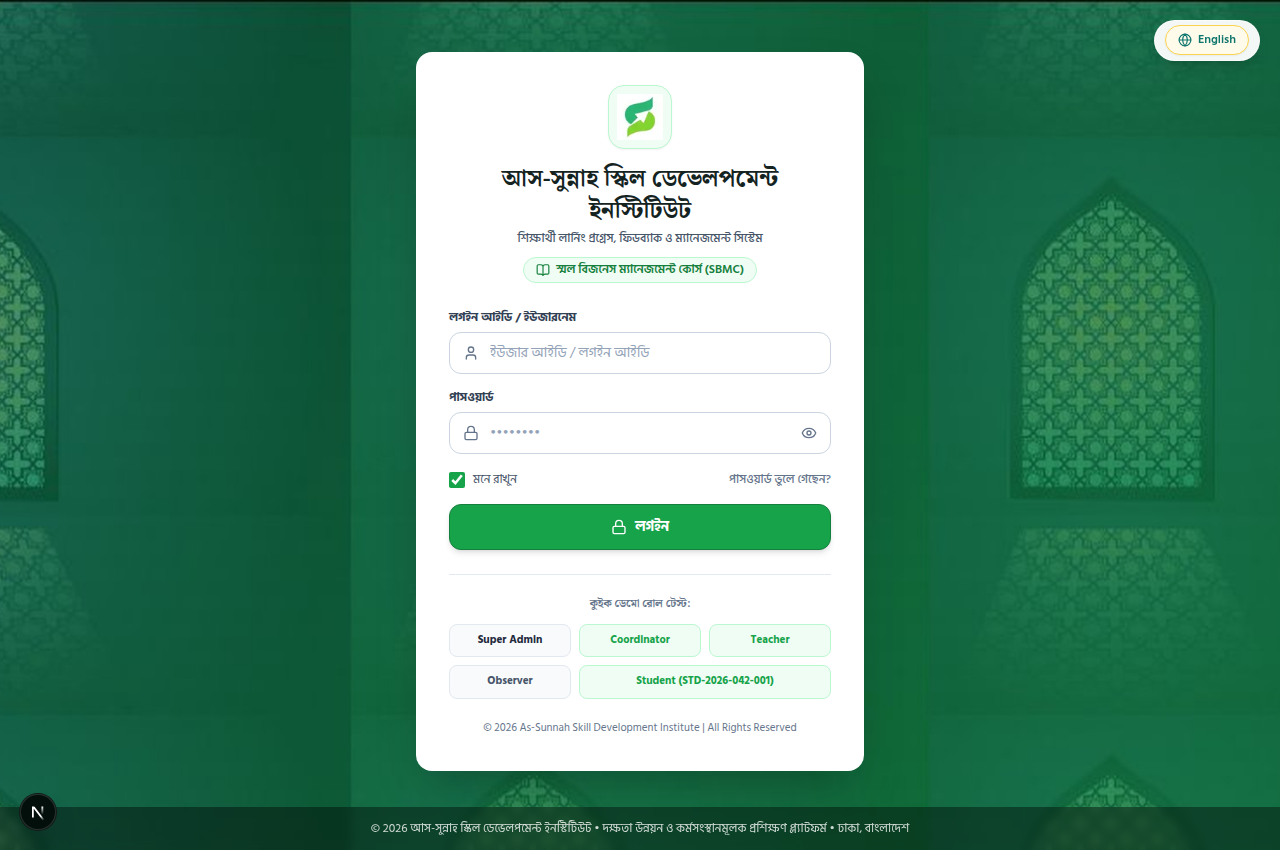 English
আস-সুন্নাহ স্কিল ডেভেলপমেন্ট
ইনস্টিটিউট
শিক্ষার্থী লার্নিং প্রগ্রেস, ফিডব্যাক ও ম্যানেজমেন্ট সিস্টেম
স্মল বিজনেস ম্যানেজমেন্ট কোর্স (SBMC)
লগইন আইডি / ইউজারনেম
ইউজার আইডি / লগইন আইডি
পাসওয়ার্ড
••••••••
মনে রাখুন
পাসওয়ার্ড ভুলে গেছেন?
লগইন
কুইক ডেমো রোল টেস্ট:
Super Admin
Coordinator
Teacher
Observer
Student (STD-2026-042-001)
© 2026 As-Sunnah Skill Development Institute | All Rights Reserved
N
© 2026 আস-সুন্নাহ স্কিল ডেভেলপমেন্ট ইনস্টিটিউট • দক্ষতা উন্নয়ন ও কর্মসংস্থানমূলক প্রশিক্ষণ প্ল্যাটফর্ম • ঢাকা, বাংলাদেশ